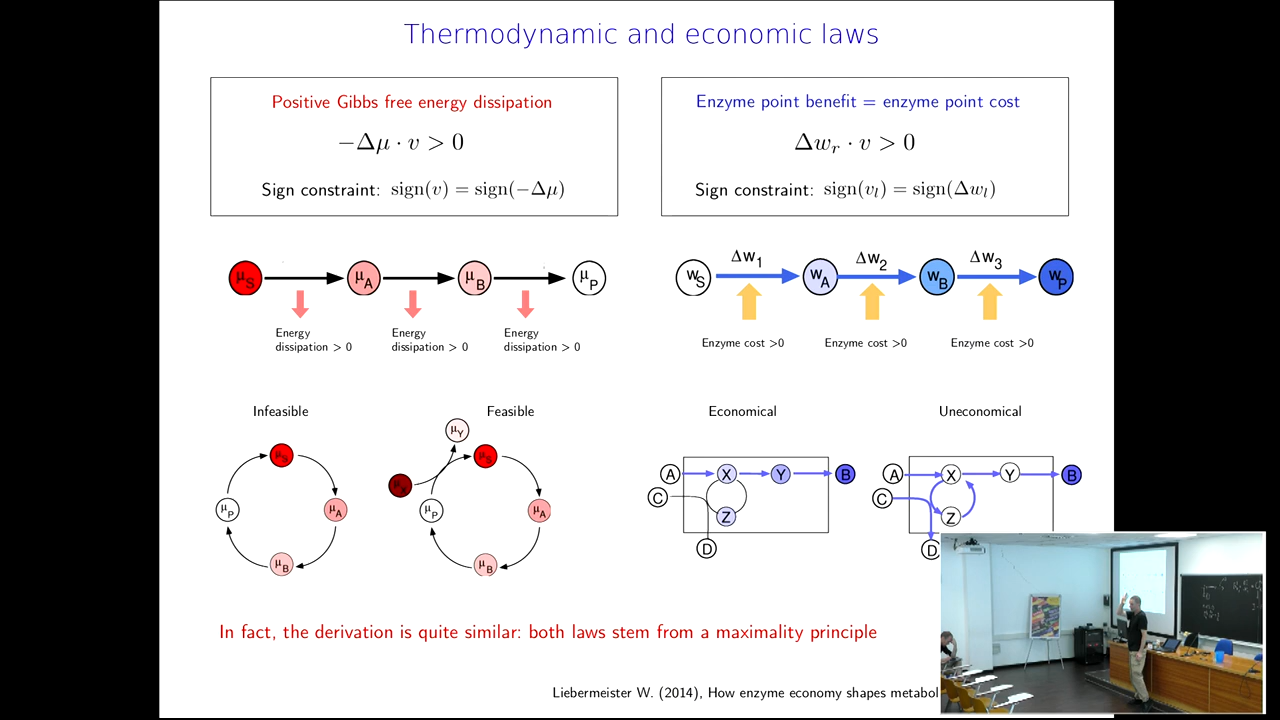 Thermodynamic and economic laws
Positive Gibbs free energy dissipation
−Δμ · v > 0
Sign constraint: sign(v) = sign(−Δμ)
Enzyme point benefit = enzyme point cost
Δw_r · v > 0
Sign constraint: sign(v_l) = sign(Δw_l)
μ_S μ_A μ_B μ_P
Energy
dissipation > 0
Energy
dissipation > 0
Energy
dissipation > 0
Δw_1 Δw_2 Δw_3
w_S w_A w_B w_P
Enzyme cost >0 Enzyme cost >0 Enzyme cost >0
Infeasible
μ_S
μ_P μ_A
μ_B
Feasible
μ_Y
μ_S
μ_P μ_A
μ_B
Economical
A X Y B
C
Z
D
Uneconomical
A X Y B
C
Z
D
In fact, the derivation is quite similar: both laws stem from a maximality principle
Liebermeister W. (2014), How enzyme economy shapes metabol